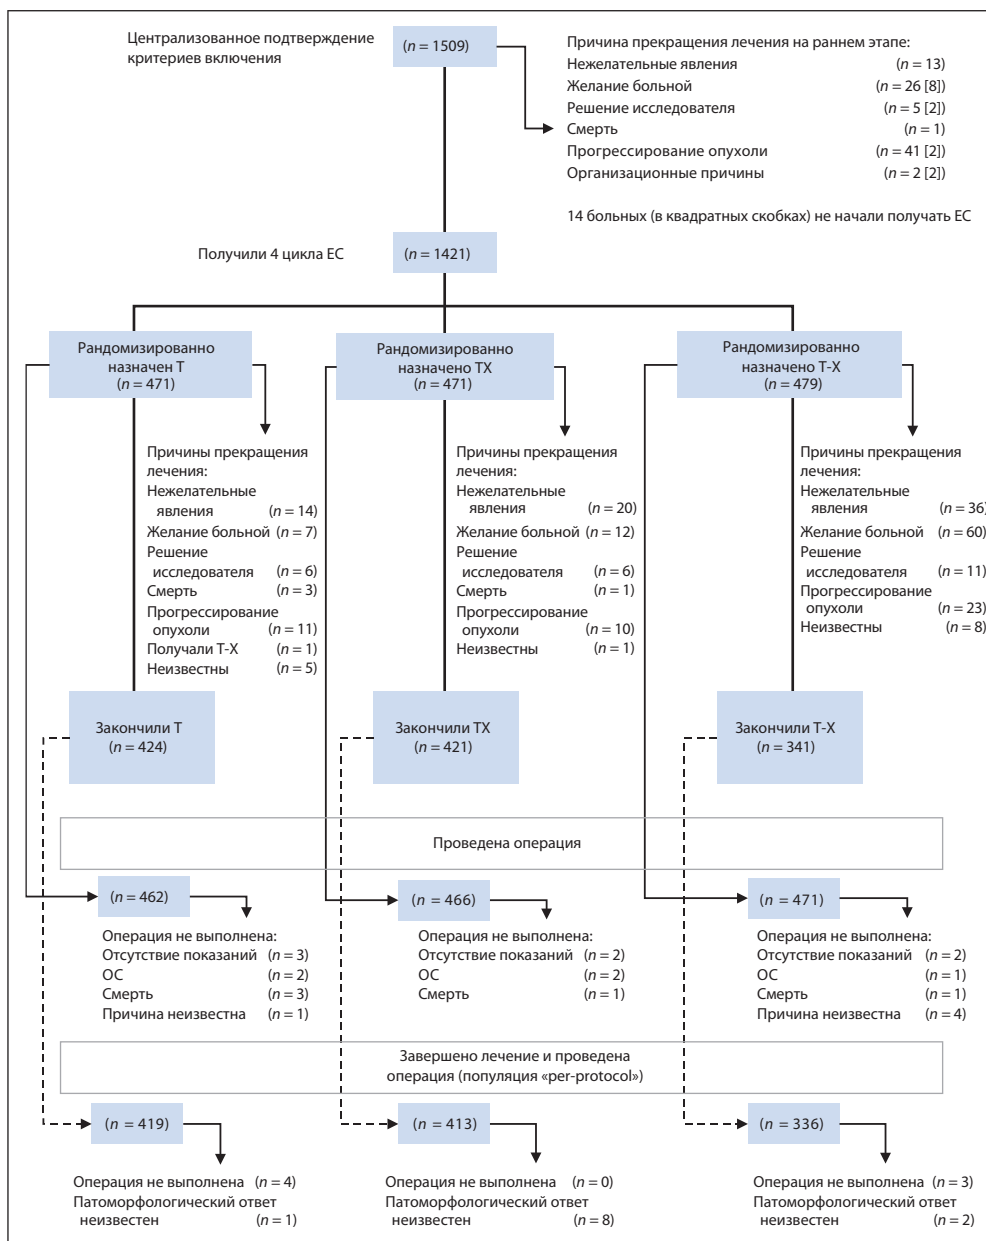 Централизованное подтверждение
критериев включения
(n = 1509)
Причина прекращения лечения на раннем этапе:
Нежелательные явления (n = 13)
Желание больной (n = 26 [8])
Решение исследователя (n = 5 [2])
Смерть (n = 1)
Прогрессирование опухоли (n = 41 [2])
Организационные причины (n = 2 [2])
14 больных (в квадратных скобках) не начали получать ЕС
Получили 4 цикла ЕС
(n = 1421)
Рандомизированно
назначен Т
(n = 471)
Рандомизированно
назначено ТХ
(n = 471)
Рандомизированно
назначено Т-Х
(n = 479)
Причины прекращения
лечения:
Нежелательные
явления (n = 14)
Желание больной (n = 7)
Решение
исследователя (n = 6)
Смерть (n = 3)
Прогрессирование
опухоли (n = 11)
Получали Т-Х (n = 1)
Неизвестны (n = 5)
Причины прекращения
лечения:
Нежелательные
явления (n = 20)
Желание больной (n = 12)
Решение
исследователя (n = 6)
Смерть (n = 1)
Прогрессирование
опухоли (n = 10)
Неизвестны (n = 1)
Причины прекращения
лечения:
Нежелательные
явления (n = 36)
Желание больной (n = 60)
Решение
исследователя (n = 11)
Прогрессирование
опухоли (n = 23)
Неизвестны (n = 8)
Закончили Т
(n = 424)
Закончили ТХ
(n = 421)
Закончили Т-Х
(n = 341)
Проведена операция
(n = 462)
(n = 466)
(n = 471)
Операция не выполнена:
Отсутствие показаний (n = 3)
ОС (n = 2)
Смерть (n = 3)
Причина неизвестна (n = 1)
Операция не выполнена:
Отсутствие показаний (n = 2)
ОС (n = 2)
Смерть (n = 1)
Операция не выполнена:
Отсутствие показаний (n = 2)
ОС (n = 1)
Смерть (n = 1)
Причина неизвестна (n = 4)
Завершено лечение и проведена
операция (популяция «per-protocol»)
(n = 419)
(n = 413)
(n = 336)
Операция не выполнена (n = 4)
Патоморфологический ответ
неизвестен (n = 1)
Операция не выполнена (n = 0)
Патоморфологический ответ
неизвестен (n = 8)
Операция не выполнена (n = 3)
Патоморфологический ответ
неизвестен (n = 2)